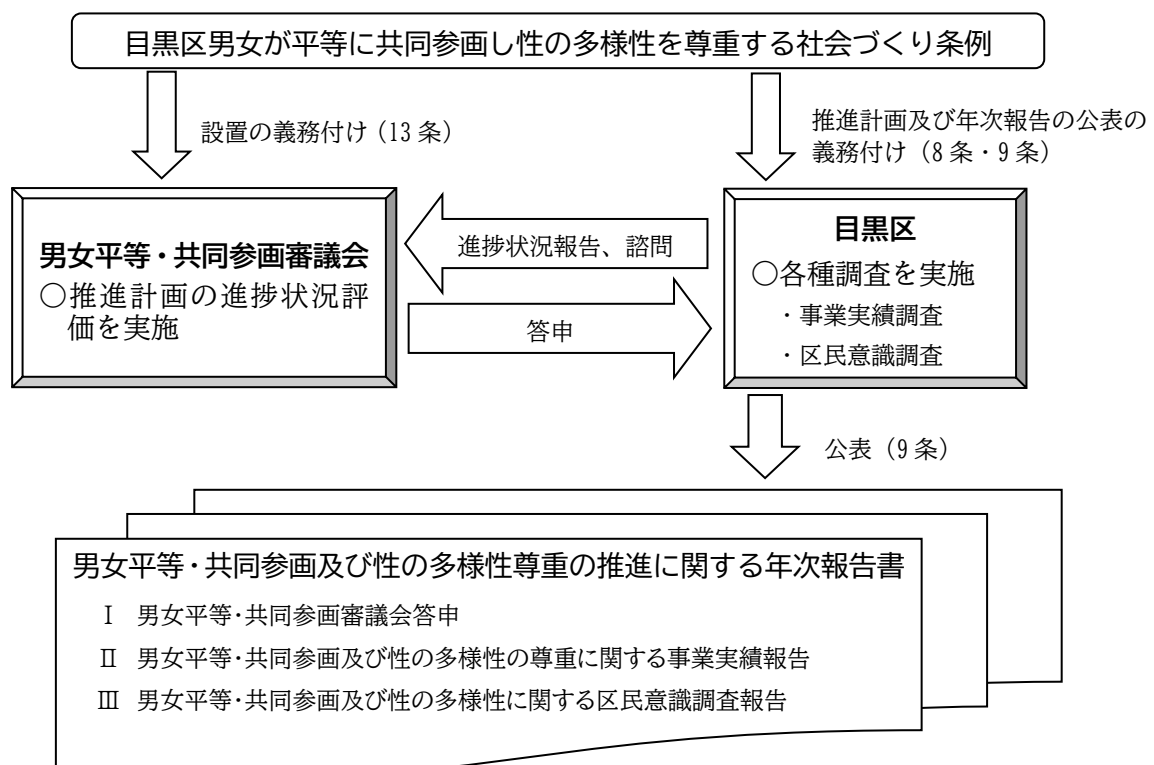 目黒区男女が平等に共同参画し性の多様性を尊重する社会づくり条例
設置の義務付け（13条）
推進計画及び年次報告の公表の
義務付け（8条・9条）
男女平等・共同参画審議会
○推進計画の進捗状況評
価を実施
進捗状況報告、諮問
答申
目黒区
○各種調査を実施
・事業実績調査
・区民意識調査
公表（9条）
男女平等・共同参画及び性の多様性尊重の推進に関する年次報告書
Ⅰ 男女平等・共同参画審議会答申
Ⅱ 男女平等・共同参画及び性の多様性の尊重に関する事業実績報告
Ⅲ 男女平等・共同参画及び性の多様性に関する区民意識調査報告